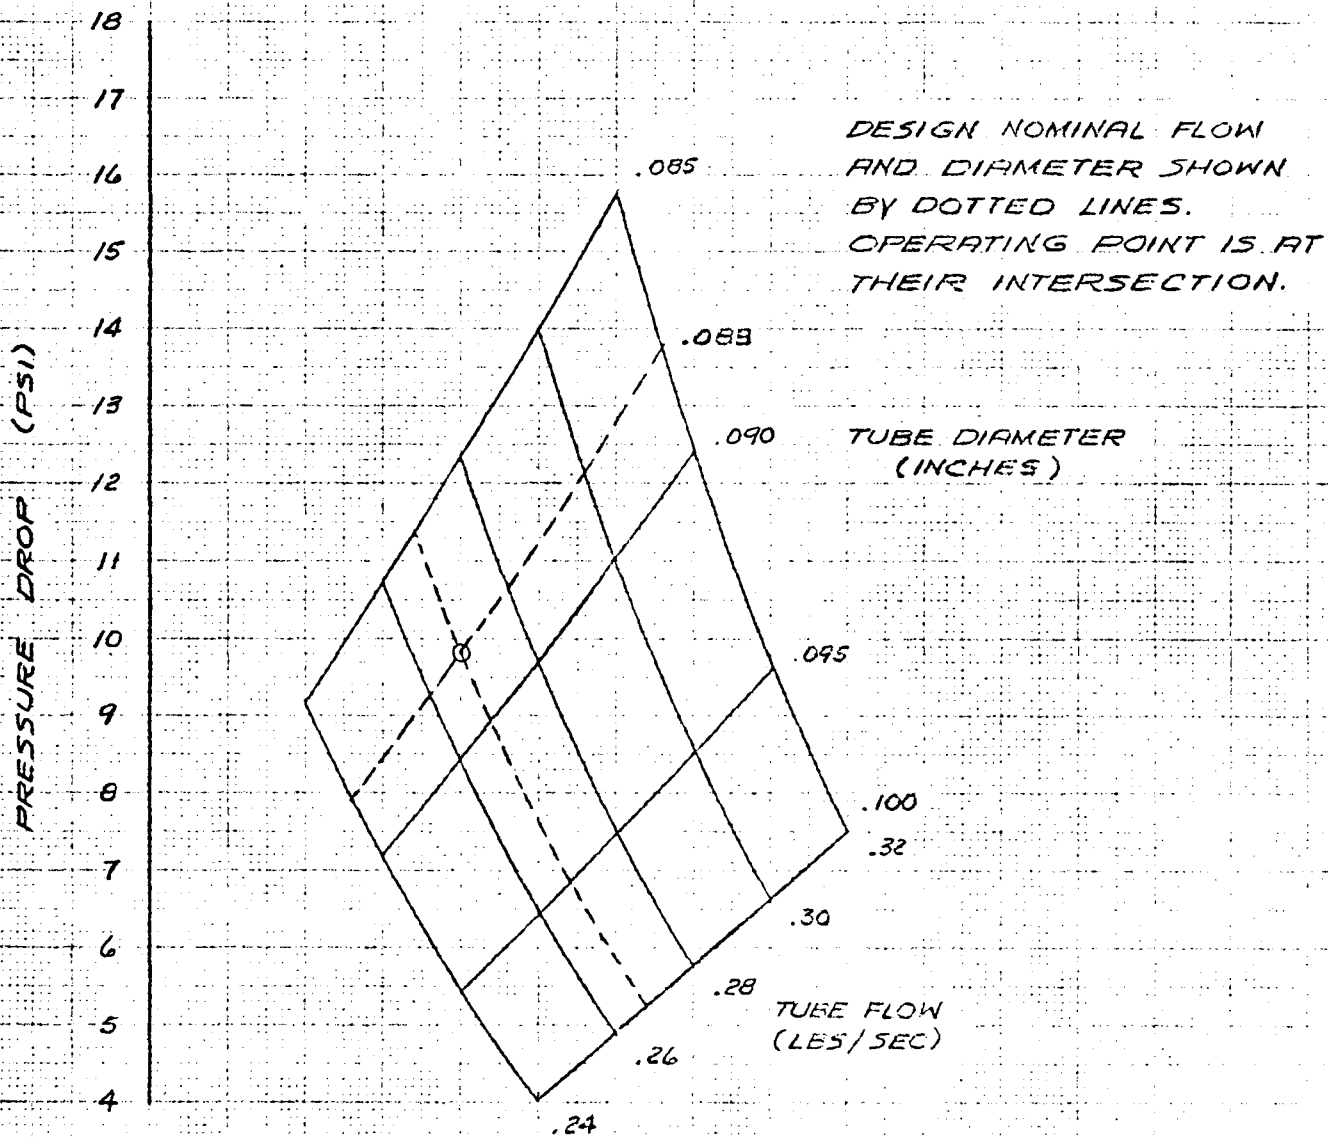 18
17
16
15
14
13
12
11
10
9
8
7
6
5
4
PRESSURE DROP (PSI)
DESIGN NOMINAL FLOW
AND DIAMETER SHOWN
BY DOTTED LINES.
OPERATING POINT IS AT
THEIR INTERSECTION.
.085
.088
.090
TUBE DIAMETER
(INCHES)
.095
.100
.32
.30
.28
TUBE FLOW
(LBS/SEC)
.26
.24